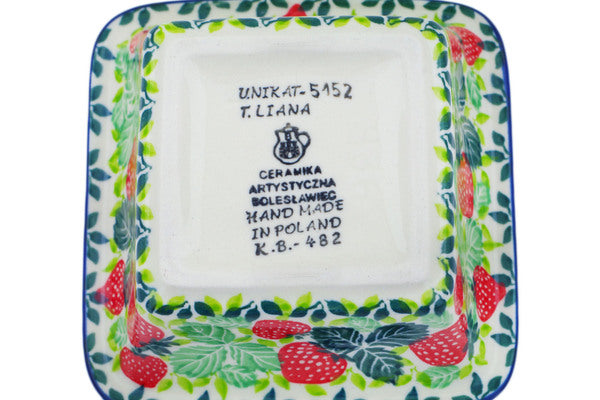 UNIKAT-5152
T. LIANA
CERAMIKA
ARTYSTYCZNA
BOLESŁAWIEC
HAND MADE
IN POLAND
K.B.-482